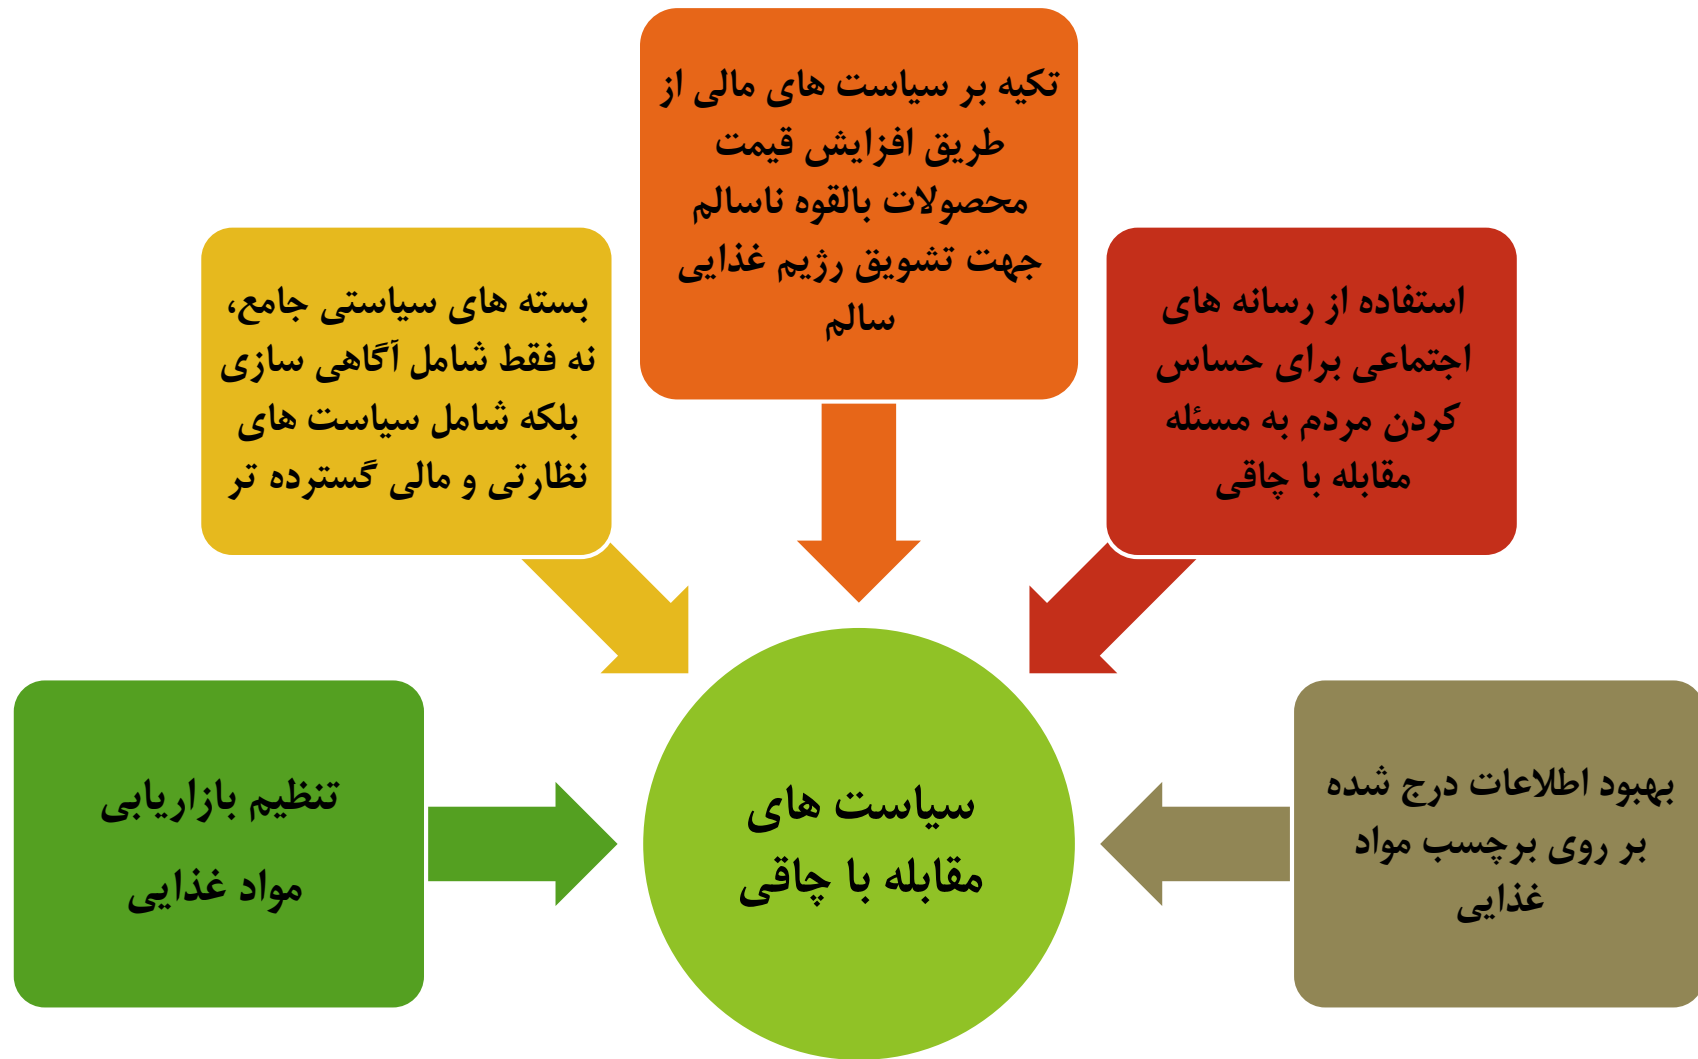 تکیه بر سیاست های مالی از
طریق افزایش قیمت
محصولات بالقوه ناسالم
جهت تشویق رژیم غذایی
سالم
استفاده از رسانه های
اجتماعی برای حساس
کردن مردم به مسئله
مقابله با چاقی
بسته های سیاستی جامع،
نه فقط شامل آگاهی سازی
بلکه شامل سیاست های
نظارتی و مالی گسترده تر
بهبود اطلاعات درج شده
بر روی برچسب مواد
غذایی
سیاست های
مقابله با چاقی
تنظیم بازاریابی
مواد غذایی